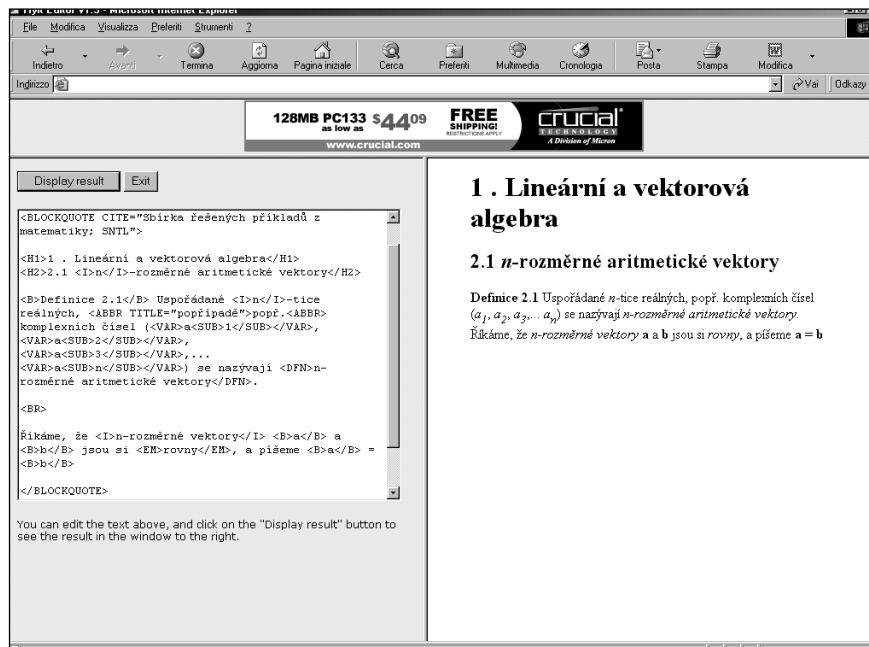 TryIt Editor v1.3 - Microsoft Internet Explorer
File Modifica Visualizza Preferiti Strumenti ?
Indietro Avanti Termina Aggiorna Pagina iniziale Cerca Preferiti Multimedia Cronologia Posta Stampa Modifica
Indirizzo Vai Odkazy
128MB PC133 $44.09
as low as
www.crucial.com
FREE
SHIPPING!
RESTRICTIONS APPLY
crucial
TECHNOLOGY
A Division of Micron
Display result Exit
<BLOCKQUOTE CITE="Sbírka řešených příkladů z
matematiky; SNTL">
<H1>1 . Lineární a vektorová algebra</H1>
<H2>2.1 <I>n</I>-rozměrné aritmetické vektory</H2>
<B>Definice 2.1</B> Uspořádané <I>n</I>-tice
reálných, <ABBR TITLE="popřípadě">popř.<ABBR>
komplexních čísel (<VAR>a<SUB>1</SUB></VAR>,
<VAR>a<SUB>2</SUB></VAR>,
<VAR>a<SUB>3</SUB></VAR>,...
<VAR>a<SUB>n</SUB></VAR>) se nazývají <DFN>n-
rozměrné aritmetické vektory</DFN>.
<BR>
Říkáme, že <I>n-rozměrné vektory</I> <B>a</B> a
<B>b</B> jsou si <EM>rovny</EM>, a píšeme <B>a</B> =
<B>b</B>
</BLOCKQUOTE>
You can edit the text above, and click on the "Display result" button to
see the result in the window to the right.
1 . Lineární a vektorová
algebra
2.1 n-rozměrné aritmetické vektory
Definice 2.1 Uspořádané n-tice reálných, popř. komplexních čísel
(a1, a2, a3,... an) se nazývají n-rozměrné aritmetické vektory.
Říkáme, že n-rozměrné vektory a a b jsou si rovny, a píšeme a = b